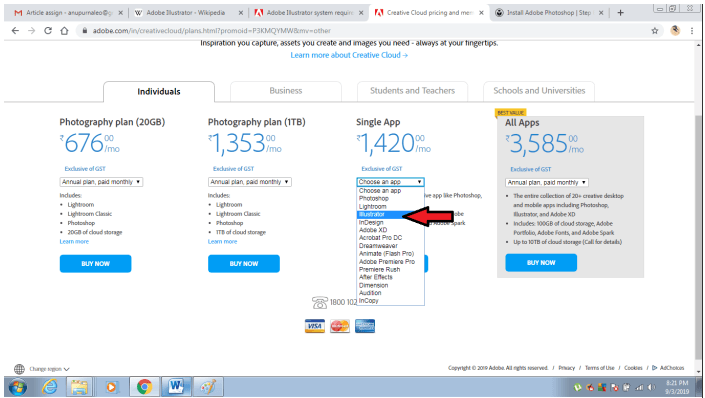 Article assign - anupurnaleo@g
Adobe Illustrator - Wikipedia
Adobe Illustrator system require
Creative Cloud pricing and mem
Install Adobe Photoshop | Step
adobe.com/in/creativecloud/plans.html?promoid=P3KMQYMW&mv=other
Inspiration you capture, assets you create and images you need - always at your fingertips.
Learn more about Creative Cloud →
Individuals
Business
Students and Teachers
Schools and Universities
Photography plan (20GB)
₹676.00/mo
Exclusive of GST
Annual plan, paid monthly
Includes:
• Lightroom
• Lightroom Classic
• Photoshop
• 20GB of cloud storage
Learn more
BUY NOW
Photography plan (1TB)
₹1,353.00/mo
Exclusive of GST
Annual plan, paid monthly
Includes:
• Lightroom
• Lightroom Classic
• Photoshop
• 1TB of cloud storage
Learn more
BUY NOW
Single App
₹1,420.00/mo
Exclusive of GST
Choose an app
Choose an app
Photoshop
Lightroom
Illustrator
InDesign
Adobe XD
Acrobat Pro DC
Dreamweaver
Animate (Flash Pro)
Adobe Premiere Pro
Premiere Rush
After Effects
Dimension
Audition
InCopy
ve app like Photoshop,
obe
Adobe Spark
BEST VALUE
All Apps
₹3,585.00/mo
Exclusive of GST
Annual plan, paid monthly
• The entire collection of 20+ creative desktop
and mobile apps including Photoshop,
Illustrator, and Adobe XD
• Includes: 100GB of cloud storage, Adobe
Portfolio, Adobe Fonts, and Adobe Spark
• Up to 10TB of cloud storage (Call for details)
BUY NOW
1800 102
VISA
Change region
Copyright © 2019 Adobe. All rights reserved. / Privacy / Terms of Use / Cookies / AdChoices
8:21 PM
9/3/2019